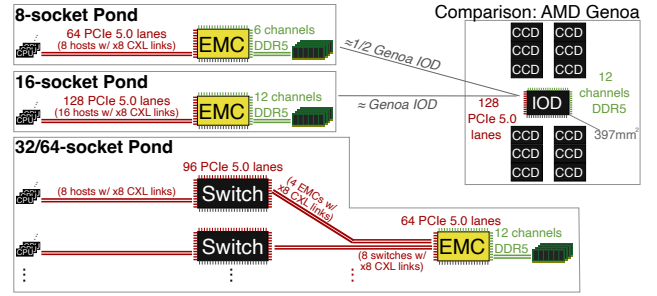 8-socket Pond
64 PCIe 5.0 lanes
(8 hosts w/ x8 CXL links)
CPU
EMC
6 channels
DDR5
≈1/2 Genoa IOD
16-socket Pond
128 PCIe 5.0 lanes
(16 hosts w/ x8 CXL links)
CPU
EMC
12 channels
DDR5
≈ Genoa IOD
Comparison: AMD Genoa
CCD CCD
CCD CCD
CCD CCD
IOD
12
channels
DDR5
128
PCIe 5.0
lanes
397mm²
CCD CCD
CCD CCD
CCD CCD
32/64-socket Pond
96 PCIe 5.0 lanes
(8 hosts w/ x8 CXL links)
CPU
Switch
(4 EMCs w/
x8 CXL links)
64 PCIe 5.0 lanes
12 channels
DDR5
EMC
CPU
Switch
(8 switches w/
x8 CXL links)